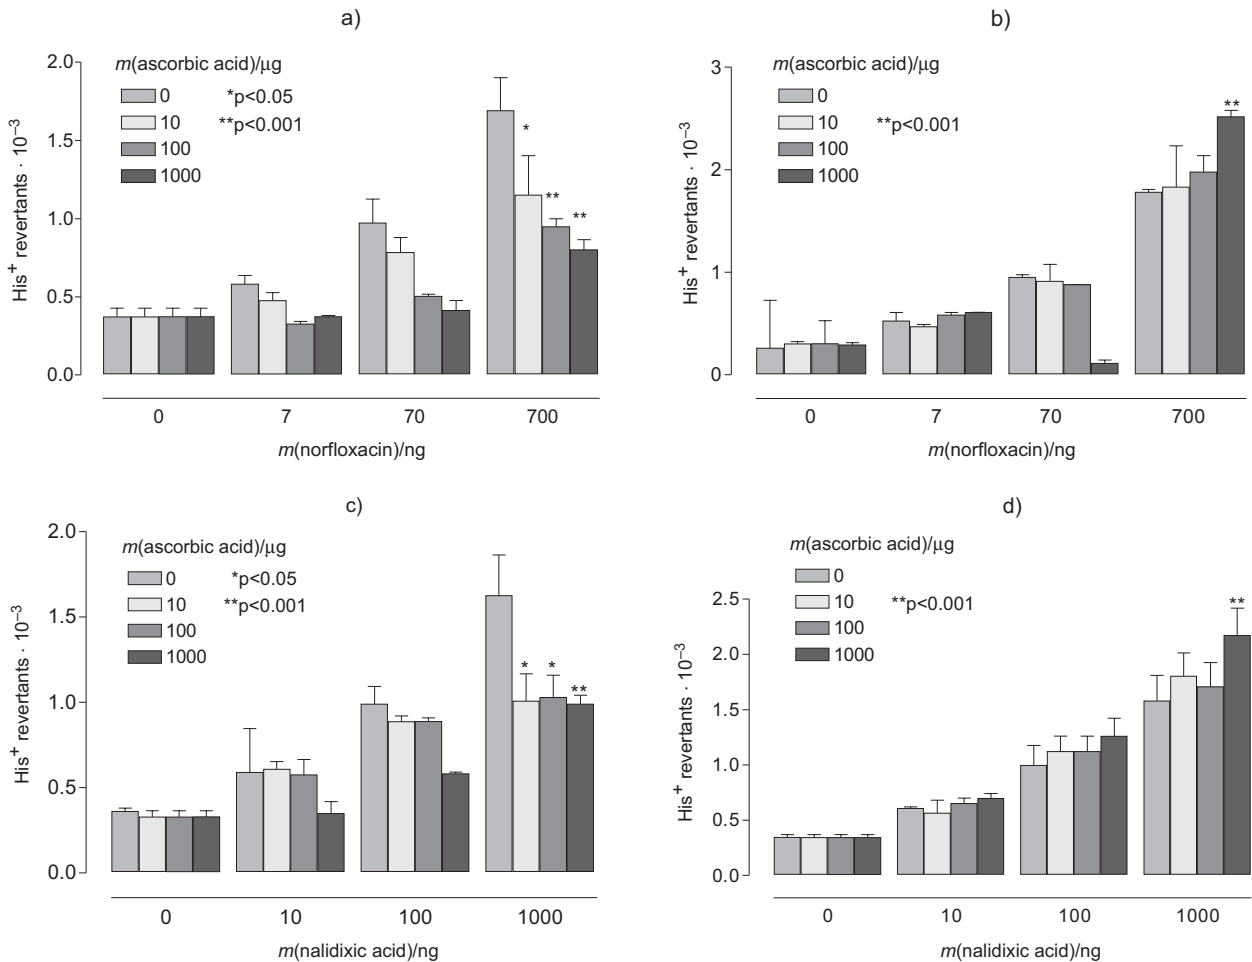 a)
m(ascorbic acid)/μg
0 *p<0.05
10 **p<0.001
100
1000
2.0
1.5
1.0
0.5
0.0
His⁺ revertants · 10⁻³
*
**
**
0 7 70 700
m(norfloxacin)/ng
b)
m(ascorbic acid)/μg
0
10 **p<0.001
100
1000
3
2
1
0
His⁺ revertants · 10⁻³
**
0 7 70 700
m(norfloxacin)/ng
c)
m(ascorbic acid)/μg
0 *p<0.05
10 **p<0.001
100
1000
2.0
1.5
1.0
0.5
0.0
His⁺ revertants · 10⁻³
*
*
**
0 10 100 1000
m(nalidixic acid)/ng
d)
m(ascorbic acid)/μg
0
10 **p<0.001
100
1000
2.5
2.0
1.5
1.0
0.5
0.0
His⁺ revertants · 10⁻³
**
0 10 100 1000
m(nalidixic acid)/ng